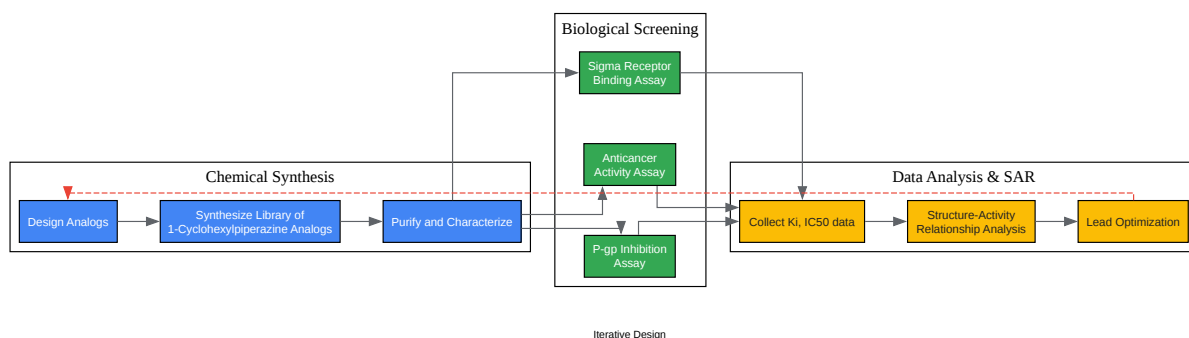 Biological Screening
Sigma Receptor
Binding Assay
Anticancer
Activity Assay
P-gp Inhibition
Assay
Chemical Synthesis
Design Analogs
Synthesize Library of
1-Cyclohexylpiperazine Analogs
Purify and Characterize
Data Analysis & SAR
Collect Ki, IC50 data
Structure-Activity
Relationship Analysis
Lead Optimization
Iterative Design